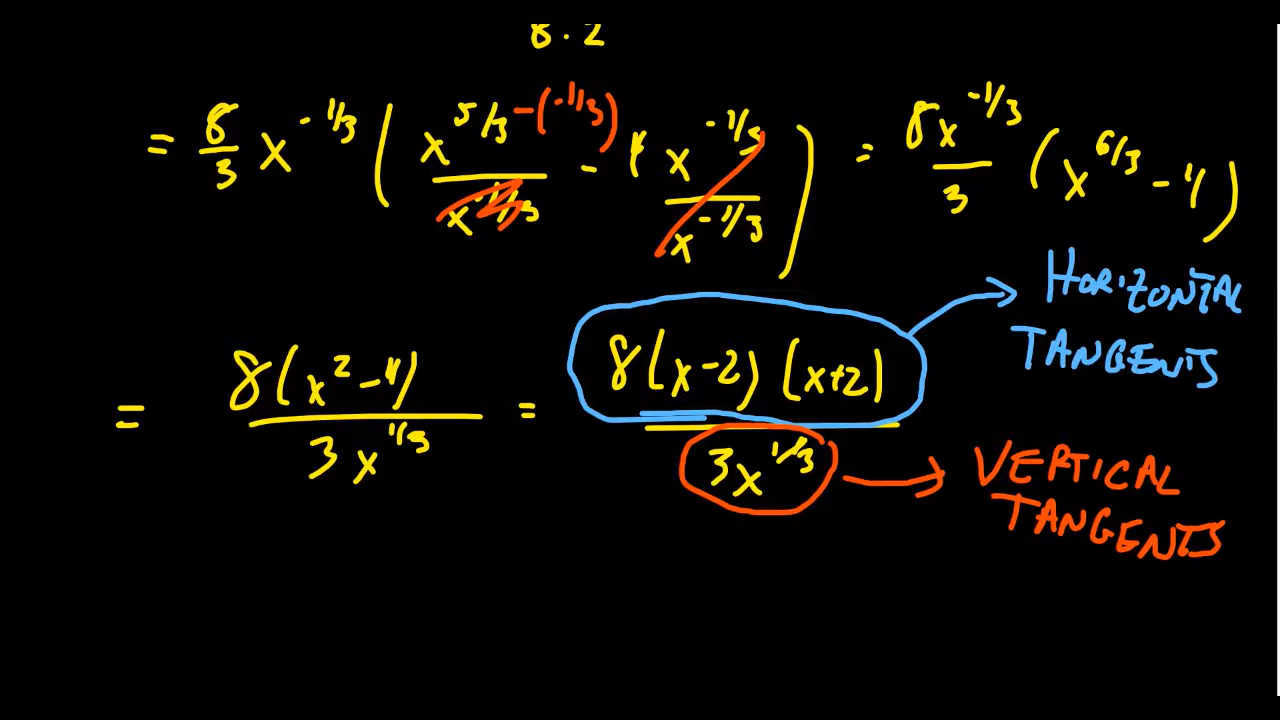 8 · 2
= 8/3 x^(-1/3) ( x^(5/3 -(-1/3)) / x^(-1/3) - 4 x^(-1/3) / x^(-1/3) ) = 8x^(-1/3) / 3 ( x^(6/3) - 4 )
= 8(x² - 4) / 3x^(1/3) = 8(x-2)(x+2) / 3x^(1/3)
HORIZONTAL
TANGENTS
VERTICAL
TANGENTS